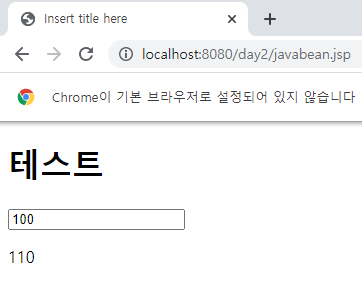 Insert title here
localhost:8080/day2/javabean.jsp
Chrome이 기본 브라우저로 설정되어 있지 않습니다
테스트
100
110